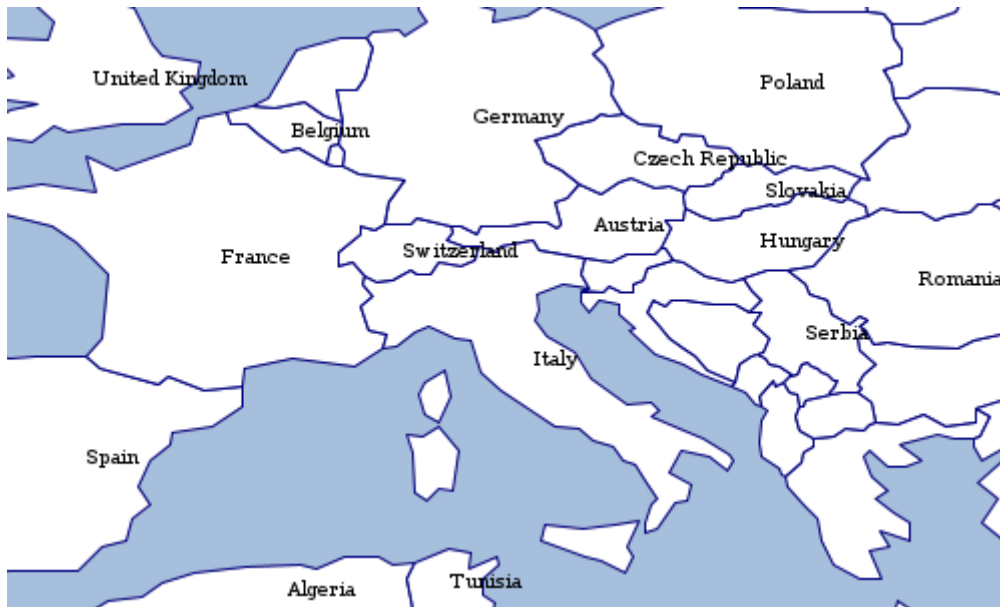 United Kingdom
Poland
Germany
Belgium
Czech Republic
Slovakia
Austria
Hungary
Switzerland
France
Romania
Serbia
Italy
Spain
Tunisia
Algeria